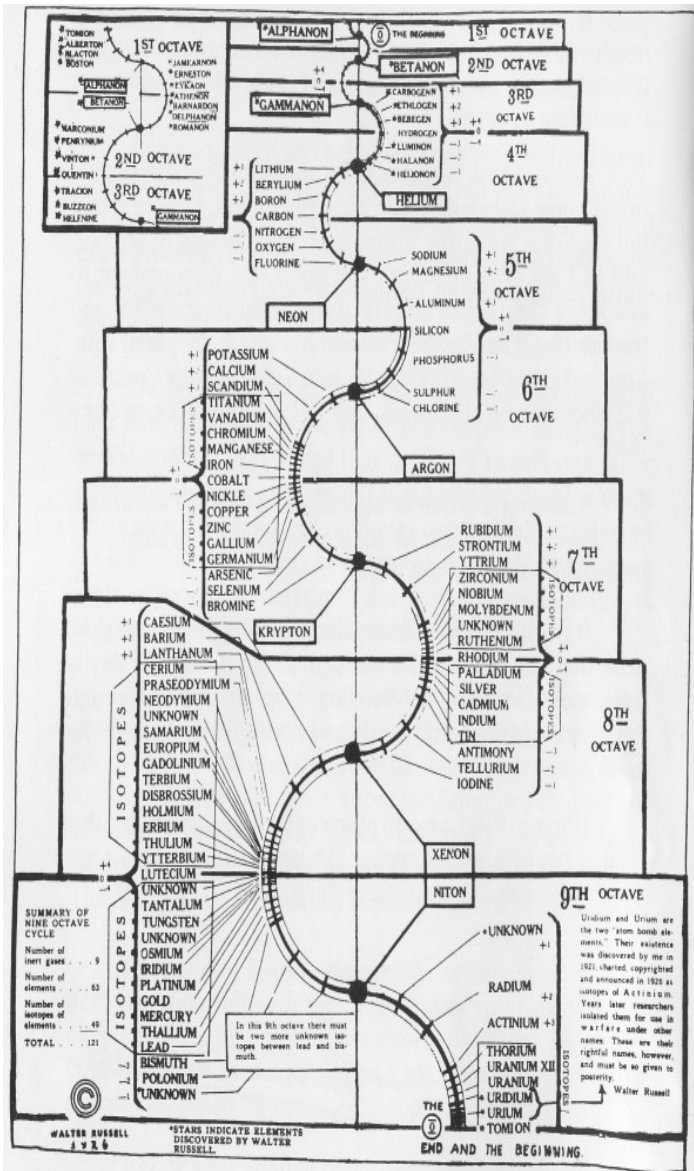 *TOMION
*ALBERTON
*BLACTON
*BOSTON
1ST OCTAVE
*ALPHANON
*BETANON
*JAMEARNON
*ERNESTON
*EYKAON
*ATHENON
*BARNARDON
DELPHANON
*ROMANON
*MARCONIUM
*PENRYNIUM
*VINTON
*QUENTIN
*TRACION
*BUZZEON
*HELFNINE
2ND OCTAVE
3RD OCTAVE
*GAMMANON
*ALPHANON
0
THE BEGINNING
1ST OCTAVE
*BETANON
2ND OCTAVE
*GAMMANON
*CARBOGENN
*ETHLOGEN
*BEBEGEN
HYDROGEN
*LUMINON
*HALANON
*HELIONON
3RD
OCTAVE
4TH
OCTAVE
HELIUM
LITHIUM
BERYLIUM
BORON
CARBON
NITROGEN
OXYGEN
FLUORINE
NEON
SODIUM
MAGNESIUM
ALUMINUM
SILICON
PHOSPHORUS
SULPHUR
CHLORINE
5TH
OCTAVE
6TH
OCTAVE
ARGON
POTASSIUM
CALCIUM
SCANDIUM
TITANIUM
VANADIUM
CHROMIUM
MANGANESE
IRON
COBALT
NICKLE
COPPER
ZINC
GALLIUM
GERMANIUM
ARSENIC
SELENIUM
BROMINE
ISOTOPES
ISOTOPES
KRYPTON
RUBIDIUM
STRONTIUM
YTTRIUM
ZIRCONIUM
NIOBIUM
MOLYBDENUM
UNKNOWN
RUTHENIUM
RHODIUM
PALLADIUM
SILVER
CADMIUM
INDIUM
TIN
ANTIMONY
TELLURIUM
IODINE
ISOTOPES
ISOTOPES
7TH
OCTAVE
8TH
OCTAVE
CAESIUM
BARIUM
LANTHANUM
CERIUM
PRASEODYMIUM
NEODYMIUM
UNKNOWN
SAMARIUM
EUROPIUM
GADOLINIUM
TERBIUM
DISBROSSIUM
HOLMIUM
ERBIUM
THULIUM
YTTERBIUM
LUTECIUM
UNKNOWN
TANTALUM
TUNGSTEN
UNKNOWN
OSMIUM
IRIDIUM
PLATINUM
GOLD
MERCURY
THALLIUM
LEAD
BISMUTH
POLONIUM
*UNKNOWN
ISOTOPES
ISOTOPES
XENON
NITON
SUMMARY OF
NINE OCTAVE
CYCLE
Number of
inert gases . . . 9
Number of
elements . . . 63
Number of
isotopes of
elements . . . 49
TOTAL . . . 121
In this 9th octave there must
be two more unknown iso-
topes between lead and bis-
muth.
*UNKNOWN
+1
RADIUM
+2
ACTINIUM +3
THORIUM
URANIUM XII
URANIUM
*URIDIUM
*URIUM
*TOMION
ISOTOPES
9TH OCTAVE
Uridium and Urium are
the two "atom bomb ele-
ments." Their existence
was discovered by me in
1921, charted, copyrighted
and announced in 1926 as
isotopes of Actinium.
Years later researchers
isolated them for use in
warfare under other
names. These are their
rightful names, however,
and must be so given to
posterity.
Walter Russell
©
WALTER RUSSELL
1926
*STARS INDICATE ELEMENTS
DISCOVERED BY WALTER
RUSSELL.
THE
0
END AND THE BEGINNING.